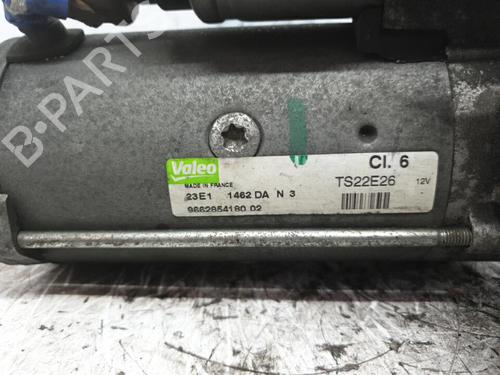 B-PARTS
Valeo
Cl. 6
MADE IN FRANCE
TS22E26 12V
23E1 1462 DA N 3
9662854180 02